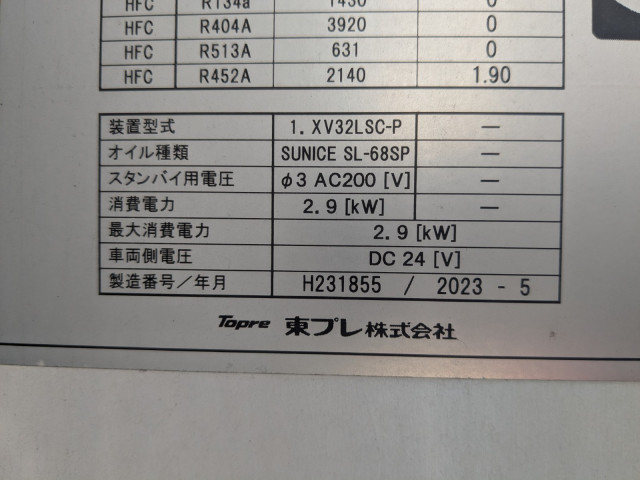 HFC R134a 1430 0
HFC R404A 3920 0
HFC R513A 631 0
HFC R452A 2140 1.90
装置型式 1. XV32LSC-P —
オイル種類 SUNICE SL-68SP —
スタンバイ用電圧 φ3 AC200 [V] —
消費電力 2.9 [kW] —
最大消費電力 2.9 [kW]
車両側電圧 DC 24 [V]
製造番号／年月 H231855 / 2023 - 5
Topre 東プレ株式会社